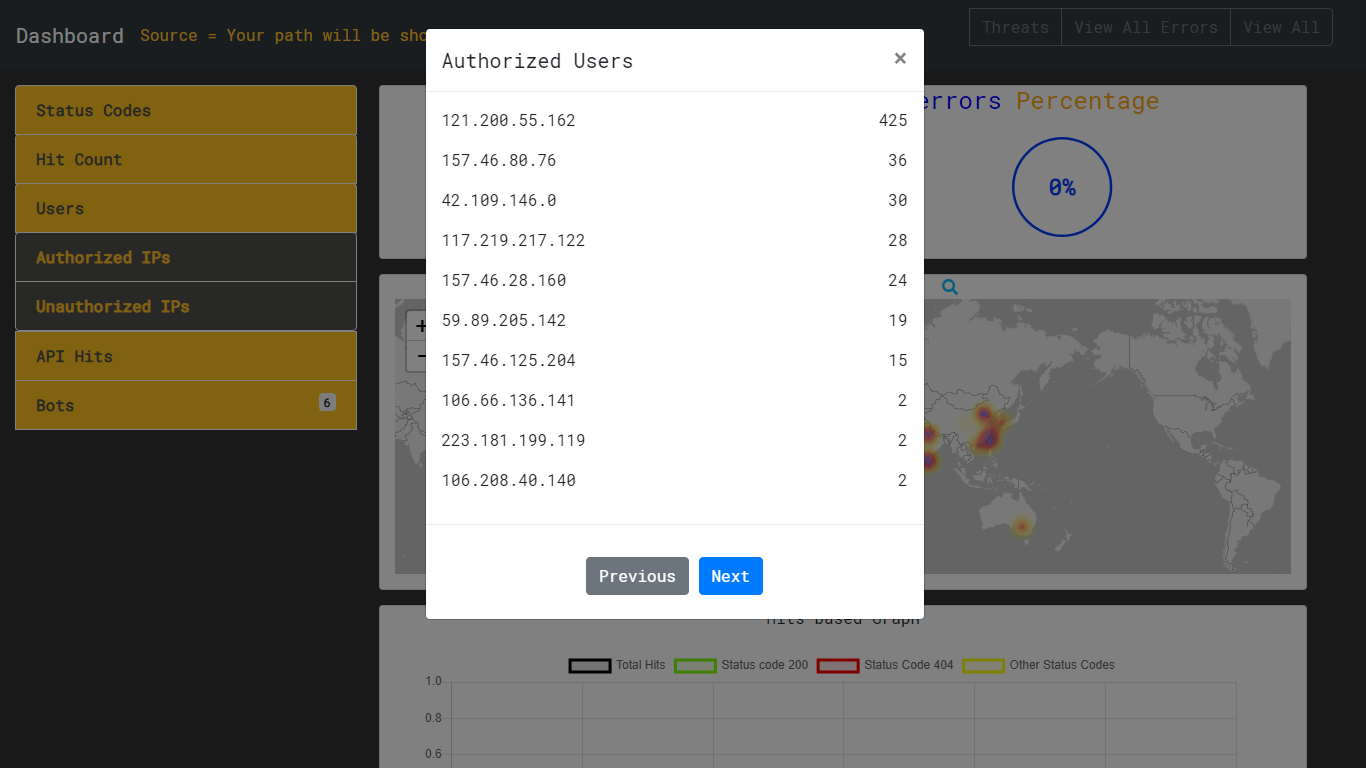 Dashboard Source = Your path will be sho
Threats View All Errors View All
Status Codes
Hit Count
Users
Authorized IPs
Unauthorized IPs
API Hits
Bots 6
Authorized Users ×
121.200.55.162 425
157.46.80.76 36
42.109.146.0 30
117.219.217.122 28
157.46.28.160 24
59.89.205.142 19
157.46.125.204 15
106.66.136.141 2
223.181.199.119 2
106.208.40.140 2
Previous Next
errors Percentage
0%
+
−
Hits based Graph
Total Hits Status code 200 Status Code 404 Other Status Codes
1.0
0.8
0.6